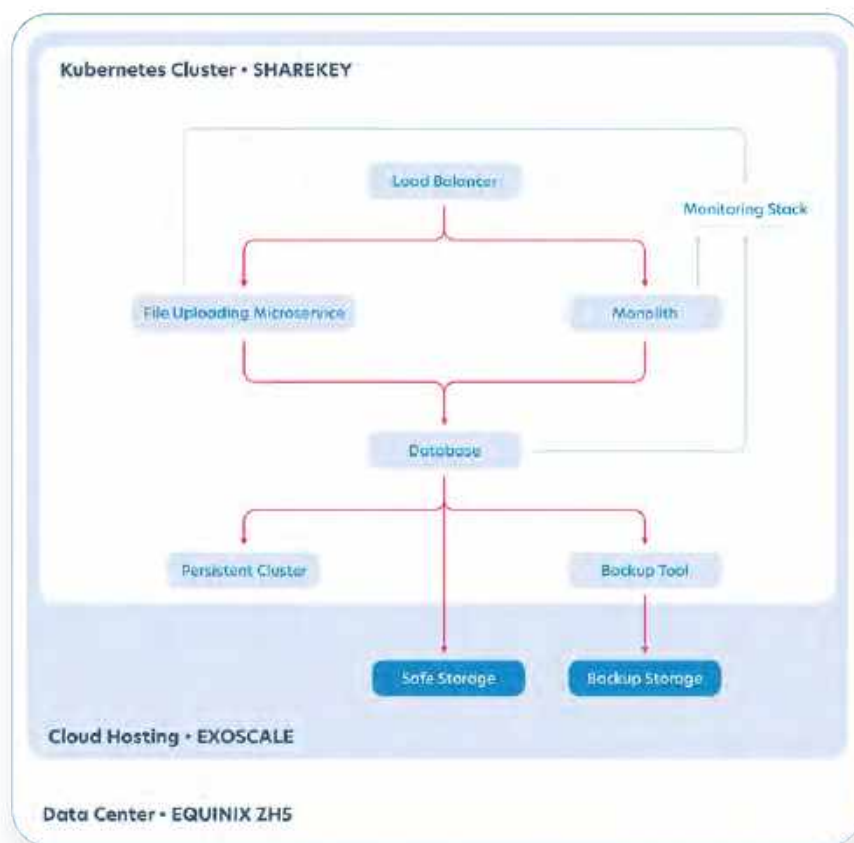 Kubernetes Cluster • SHAREKEY
Load Balancer
Monitoring Stack
File Uploading Microservice
Monolith
Database
Persistent Cluster
Backup Tool
Safe Storage
Backup Storage
Cloud Hosting • EXOSCALE
Data Center • EQUINIX ZH5